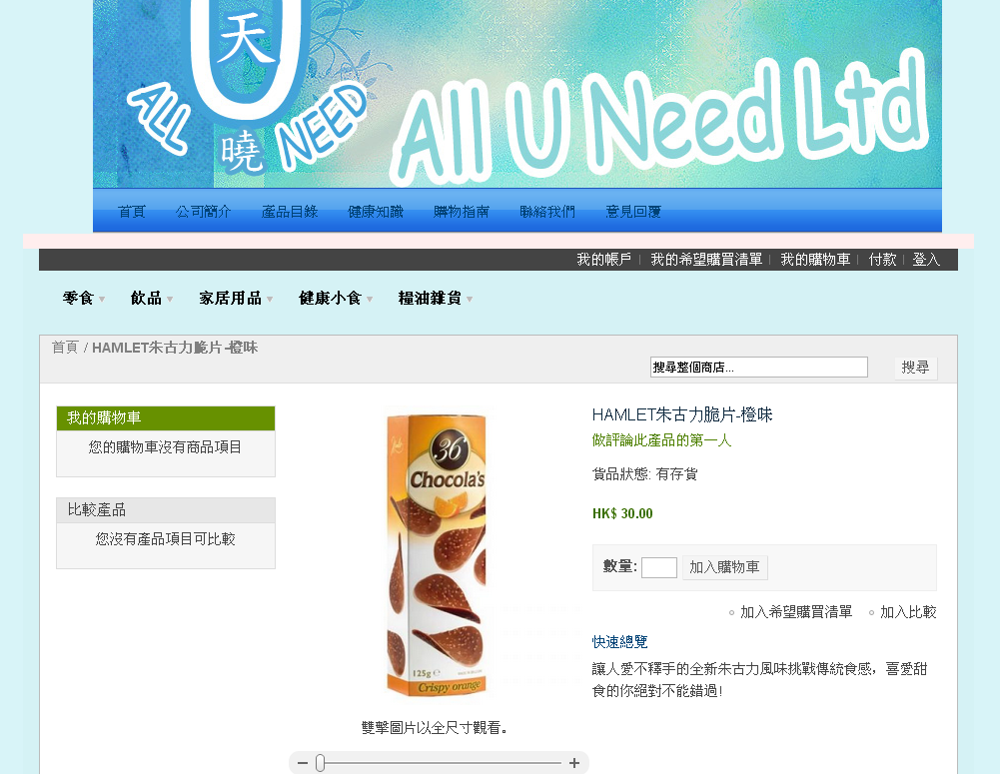 天
ALL
NEED
曉
All U Need Ltd
首頁 公司簡介 產品目錄 健康知識 購物指南 聯絡我們 意見回覆
我的帳戶 我的希望購買清單 我的購物車 付款 登入
零食 飲品 家居用品 健康小食 糧油雜貨
首頁 / HAMLET朱古力脆片-橙味
搜尋整個商店... 搜尋
我的購物車
您的購物車沒有商品項目
比較產品
您沒有產品項目可比較
36
Chocola's
125g e
Crispy orange
雙擊圖片以全尺寸觀看。
HAMLET朱古力脆片-橙味
做評論此產品的第一人
貨品狀態: 有存貨
HK$ 30.00
數量: 加入購物車
加入希望購買清單 加入比較
快速總覽
讓人愛不釋手的全新朱古力風味挑戰傳統食感，喜愛甜
食的你絕對不能錯過!